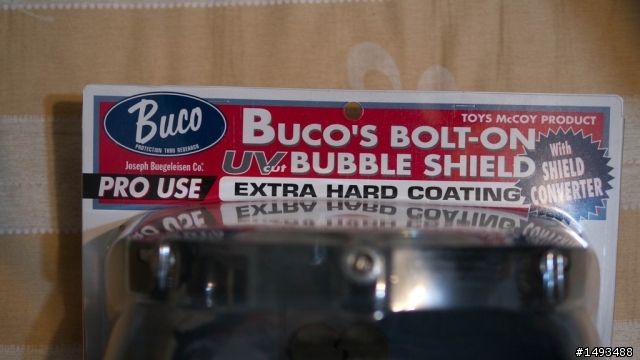 Buco
PROTECTION THRU RESEARCH
Joseph Buegeleisen Co.
TOYS McCOY PRODUCT
BUCO'S BOLT-ON
UV cut BUBBLE SHIELD
With
SHIELD
CONVERTER
PRO USE
EXTRA HARD COATING
#1493488